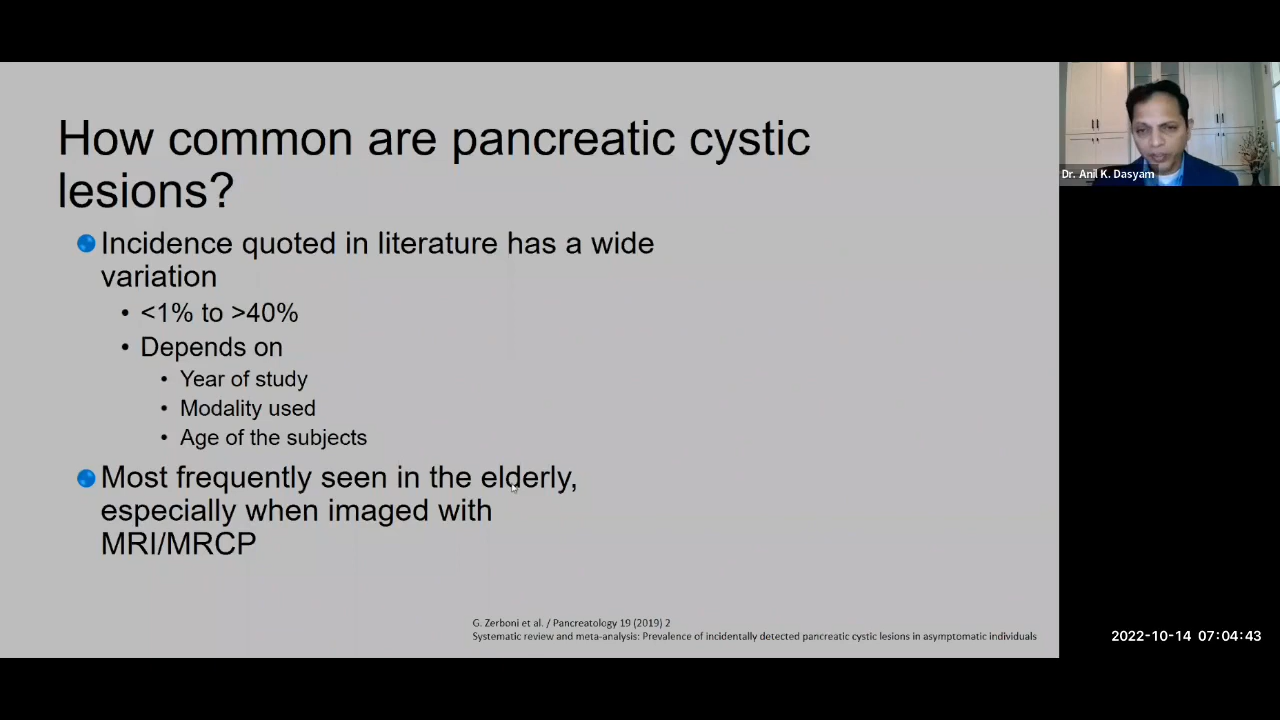 How common are pancreatic cystic
lesions?
Incidence quoted in literature has a wide
variation
• <1% to >40%
• Depends on
• Year of study
• Modality used
• Age of the subjects
Most frequently seen in the elderly,
especially when imaged with
MRI/MRCP
G. Zerboni et al. / Pancreatology 19 (2019) 2
Systematic review and meta-analysis: Prevalence of incidentally detected pancreatic cystic lesions in asymptomatic individuals
Dr. Anil K. Dasyam
2022-10-14 07:04:43